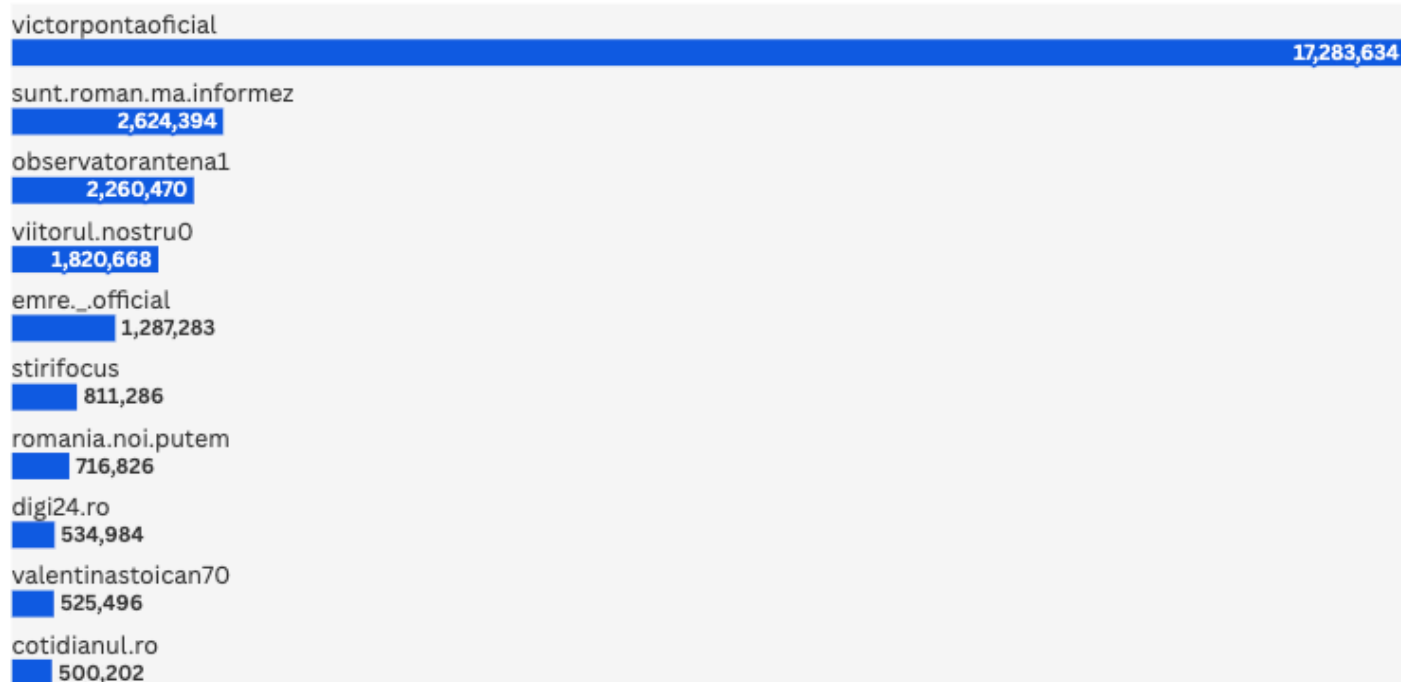 victorpontaoficial
17,283,634
sunt.roman.ma.informez
2,624,394
observatorantena1
2,260,470
viitorul.nostru0
1,820,668
emre._.official
1,287,283
stirifocus
811,286
romania.noi.putem
716,826
digi24.ro
534,984
valentinastoican70
525,496
cotidianul.ro
500,202